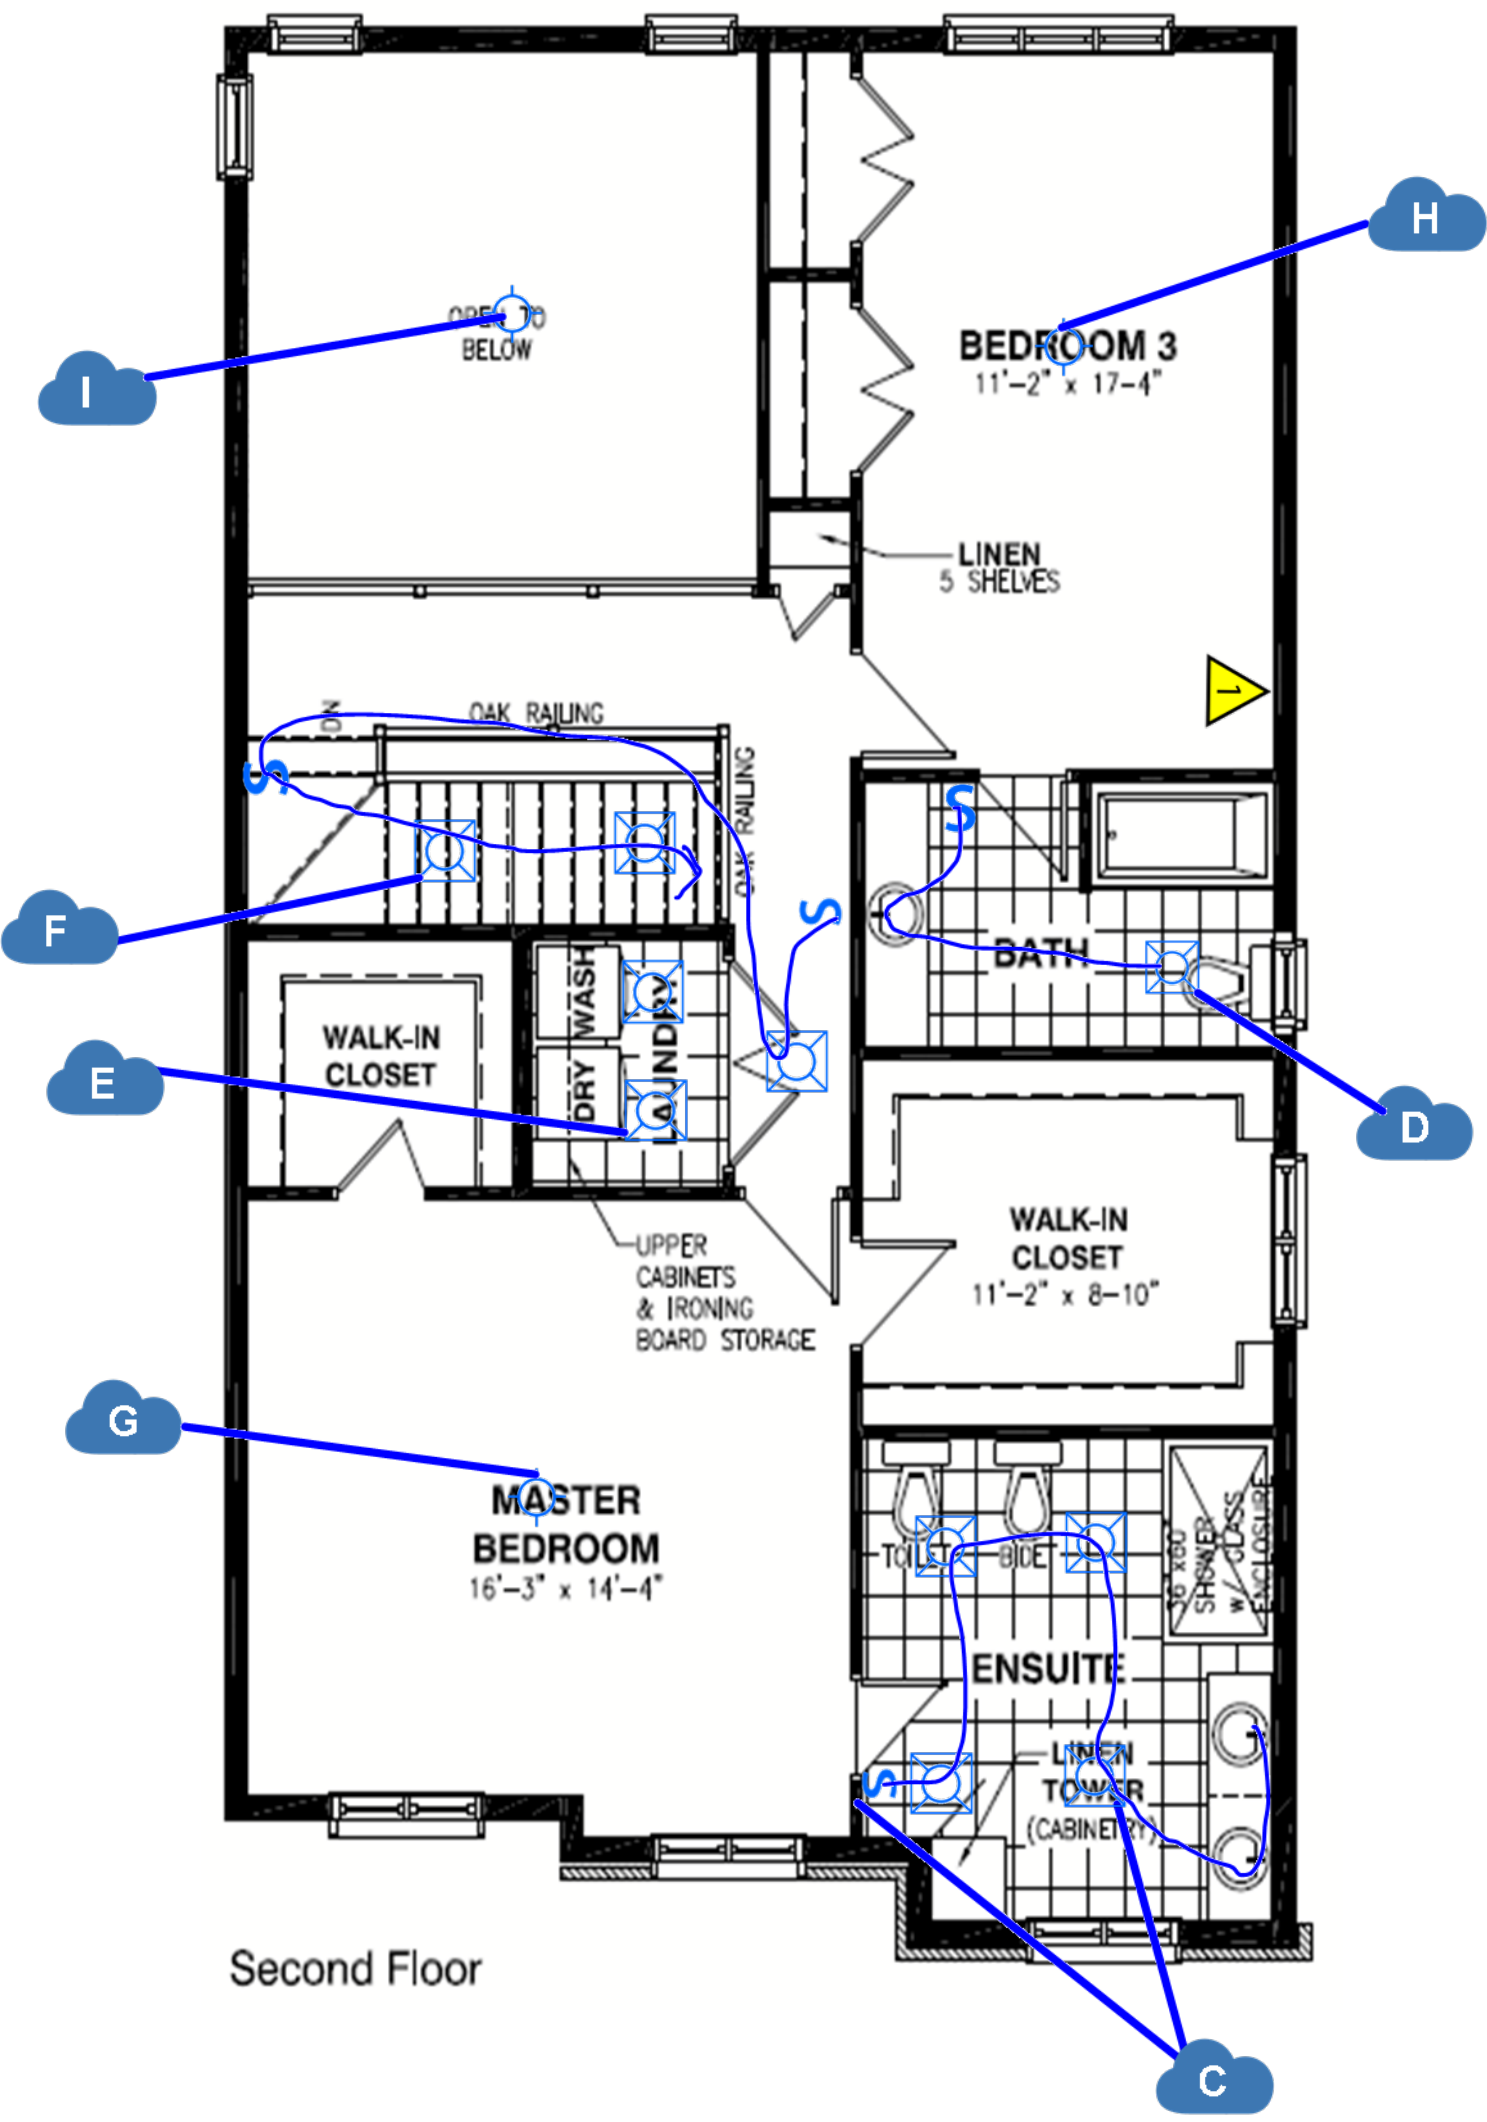 H
OPEN TO
BELOW
I
BEDROOM 3
11'-2" x 17-4"
LINEN
5 SHELVES
1
DN
OAK RAILING
OAK RAILING
S
S
S
F
BATH
WASH
DRY
LAUNDRY
WALK-IN
CLOSET
E
D
WALK-IN
CLOSET
11'-2" x 8-10"
UPPER
CABINETS
& IRONING
BOARD STORAGE
G
MASTER
BEDROOM
16'-3" x 14'-4"
TOILET
BIDET
SHOWER
w/ GLASS
ENCLOSURE
ENSUITE
LINEN
TOWER
(CABINETRY)
S
Second Floor
C